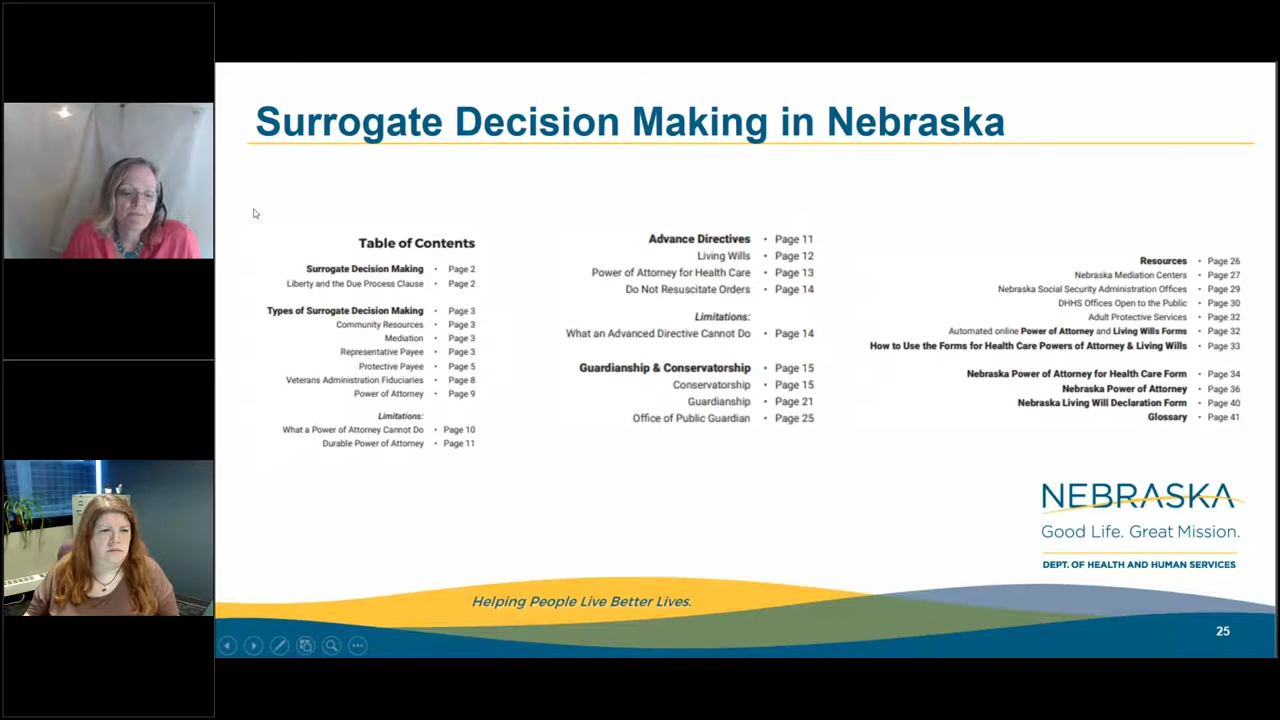 Surrogate Decision Making in Nebraska
Table of Contents
Surrogate Decision Making • Page 2
Liberty and the Due Process Clause • Page 2
Types of Surrogate Decision Making • Page 3
Community Resources • Page 3
Mediation • Page 3
Representative Payee • Page 3
Protective Payee • Page 5
Veterans Administration Fiduciaries • Page 8
Power of Attorney • Page 9
Limitations:
What a Power of Attorney Cannot Do • Page 10
Durable Power of Attorney • Page 11
Advance Directives • Page 11
Living Wills • Page 12
Power of Attorney for Health Care • Page 13
Do Not Resuscitate Orders • Page 14
Limitations:
What an Advanced Directive Cannot Do • Page 14
Guardianship & Conservatorship • Page 15
Conservatorship • Page 15
Guardianship • Page 21
Office of Public Guardian • Page 25
Resources • Page 26
Nebraska Mediation Centers • Page 27
Nebraska Social Security Administration Offices • Page 29
DHHS Offices Open to the Public • Page 30
Adult Protective Services • Page 32
Automated online Power of Attorney and Living Wills Forms • Page 32
How to Use the Forms for Health Care Powers of Attorney & Living Wills • Page 33
Nebraska Power of Attorney for Health Care Form • Page 34
Nebraska Power of Attorney • Page 36
Nebraska Living Will Declaration Form • Page 40
Glossary • Page 41
NEBRASKA
Good Life. Great Mission.
DEPT. OF HEALTH AND HUMAN SERVICES
Helping People Live Better Lives.
25